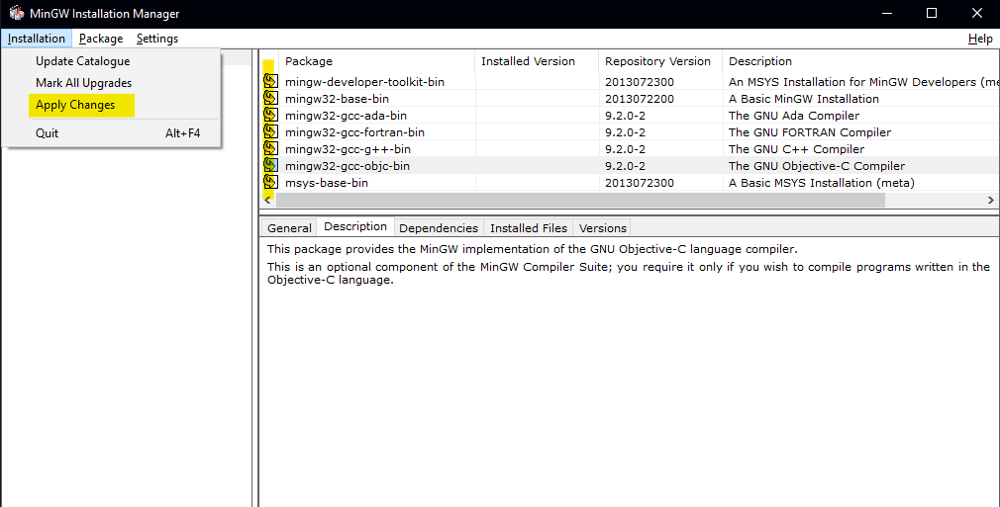 MinGW Installation Manager
Installation Package Settings Help
Update Catalogue
Mark All Upgrades
Apply Changes
Quit Alt+F4
Package Installed Version Repository Version Description
mingw-developer-toolkit-bin 2013072300 An MSYS Installation for MinGW Developers (me
mingw32-base-bin 2013072200 A Basic MinGW Installation
mingw32-gcc-ada-bin 9.2.0-2 The GNU Ada Compiler
mingw32-gcc-fortran-bin 9.2.0-2 The GNU FORTRAN Compiler
mingw32-gcc-g++-bin 9.2.0-2 The GNU C++ Compiler
mingw32-gcc-objc-bin 9.2.0-2 The GNU Objective-C Compiler
msys-base-bin 2013072300 A Basic MSYS Installation (meta)
General Description Dependencies Installed Files Versions
This package provides the MinGW implementation of the GNU Objective-C language compiler.
This is an optional component of the MinGW Compiler Suite; you require it only if you wish to compile programs written in the
Objective-C language.